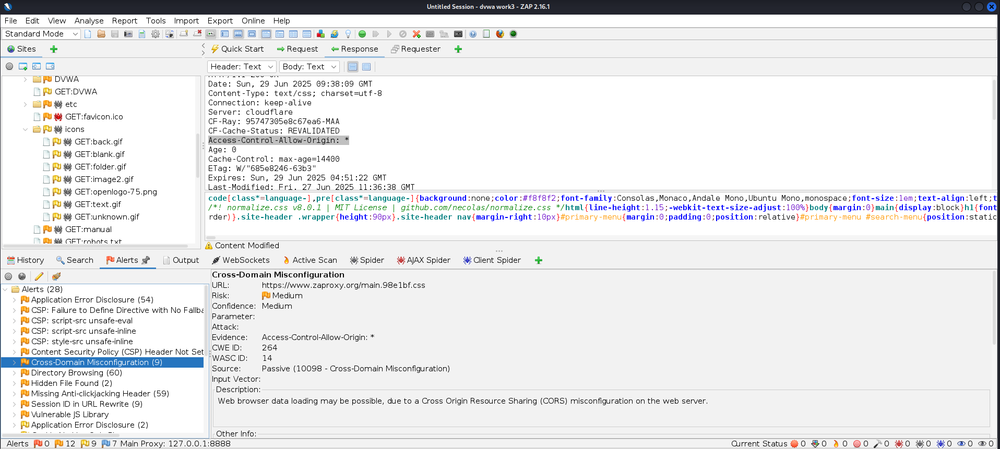 Untitled Session - dvwa work3 - ZAP 2.16.1
File Edit View Analyse Report Tools Import Export Online Help
Standard Mode
Sites
Quick Start Request Response Requester
Header: Text Body: Text
DVWA
GET:DVWA
etc
GET:favicon.ico
icons
GET:back.gif
GET:blank.gif
GET:folder.gif
GET:image2.gif
GET:openlogo-75.png
GET:text.gif
GET:unknown.gif
GET:manual
GET:robots.txt
Date: Sun, 29 Jun 2025 09:38:09 GMT
Content-Type: text/css; charset=utf-8
Connection: keep-alive
Server: cloudflare
CF-Ray: 95747305e8c67ea6-MAA
CF-Cache-Status: REVALIDATED
Access-Control-Allow-Origin: *
Age: 0
Cache-Control: max-age=14400
ETag: W/"685e8246-63b3"
Expires: Sun, 29 Jun 2025 04:51:22 GMT
Last-Modified: Fri, 27 Jun 2025 11:36:38 GMT
code[class*=language-],pre[class*=language-]{background:none;color:#f8f8f2;font-family:Consolas,Monaco,Andale Mono,Ubuntu Mono,monospace;font-size:1em;text-align:left;t
/*! normalize.css v8.0.1 | MIT License | github.com/necolas/normalize.css */html{line-height:1.15;-webkit-text-size-adjust:100%}body{margin:0}main{display:block}h1{font
rder)}.site-header .wrapper{height:90px}.site-header nav{margin-right:10px}#primary-menu{margin:0;padding:0;position:relative}#primary-menu #search-menu{position:static
Content Modified
History Search Alerts Output WebSockets Active Scan Spider AJAX Spider Client Spider
Alerts (28)
Application Error Disclosure (54)
CSP: Failure to Define Directive with No Fallba
CSP: script-src unsafe-eval
CSP: script-src unsafe-inline
CSP: style-src unsafe-inline
Content Security Policy (CSP) Header Not Set
Cross-Domain Misconfiguration (9)
Directory Browsing (60)
Hidden File Found (2)
Missing Anti-clickjacking Header (59)
Session ID in URL Rewrite (9)
Vulnerable JS Library
Application Error Disclosure (2)
Cross-Domain Misconfiguration
URL: https://www.zaproxy.org/main.98e1bf.css
Risk: Medium
Confidence: Medium
Parameter:
Attack:
Evidence: Access-Control-Allow-Origin: *
CWE ID: 264
WASC ID: 14
Source: Passive (10098 - Cross-Domain Misconfiguration)
Input Vector:
Description:
Web browser data loading may be possible, due to a Cross Origin Resource Sharing (CORS) misconfiguration on the web server.
Other Info:
Alerts 0 12 9 7 Main Proxy: 127.0.0.1:8888
Current Status 0 0 0 0 0 0 0 0 0 0